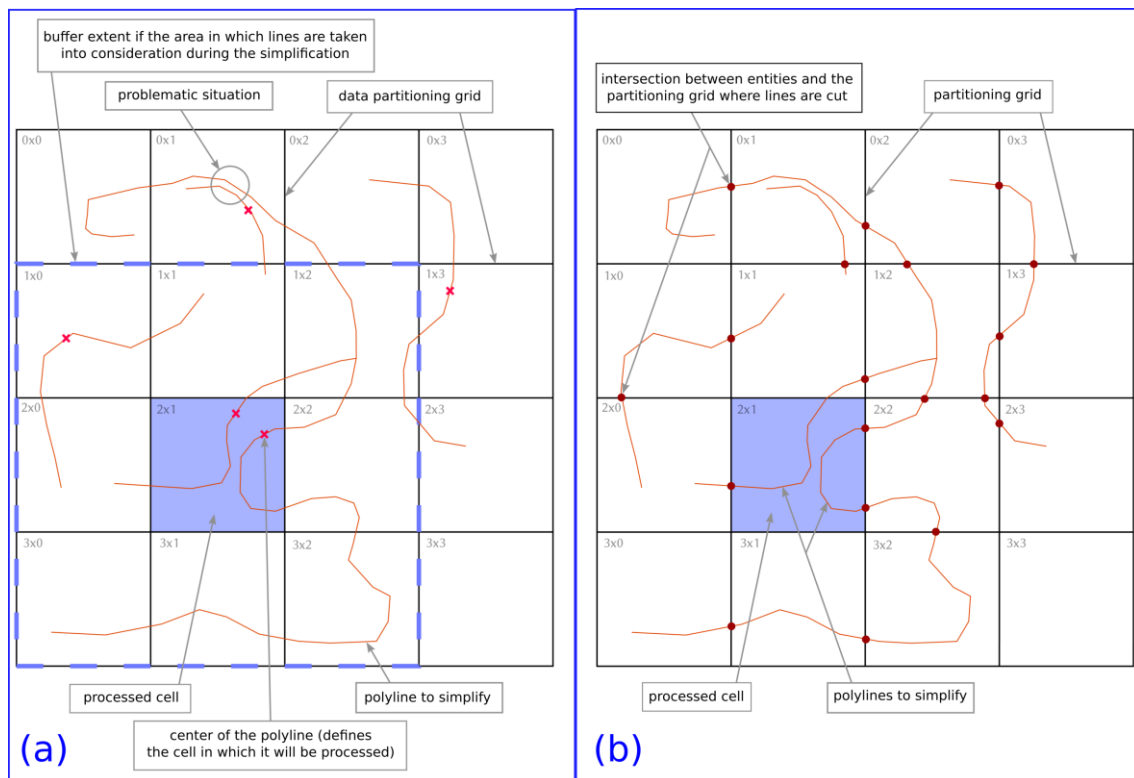 buffer extent if the area in which lines are taken
into consideration during the simplification
problematic situation
data partitioning grid
0x0
0x1
0x2
0x3
1x0
1x1
1x2
1x3
2x0
2x1
2x2
2x3
3x0
3x1
3x2
3x3
processed cell
polyline to simplify
center of the polyline (defines
the cell in which it will be processed)
(a)
intersection between entities and the
partitioning grid where lines are cut
partitioning grid
0x0
0x1
0x2
0x3
1x0
1x1
1x2
1x3
2x0
2x1
2x2
2x3
3x0
3x1
3x2
3x3
processed cell
polylines to simplify
(b)